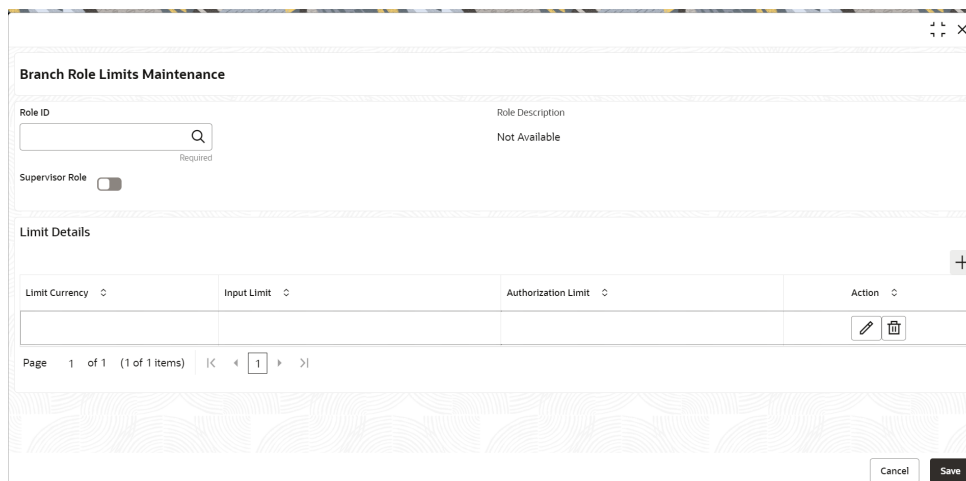 Branch Role Limits Maintenance
Role ID
Role Description
Not Available
Required
Supervisor Role
Limit Details
Limit Currency Input Limit Authorization Limit Action
Page 1 of 1 (1 of 1 items) 1
Cancel Save